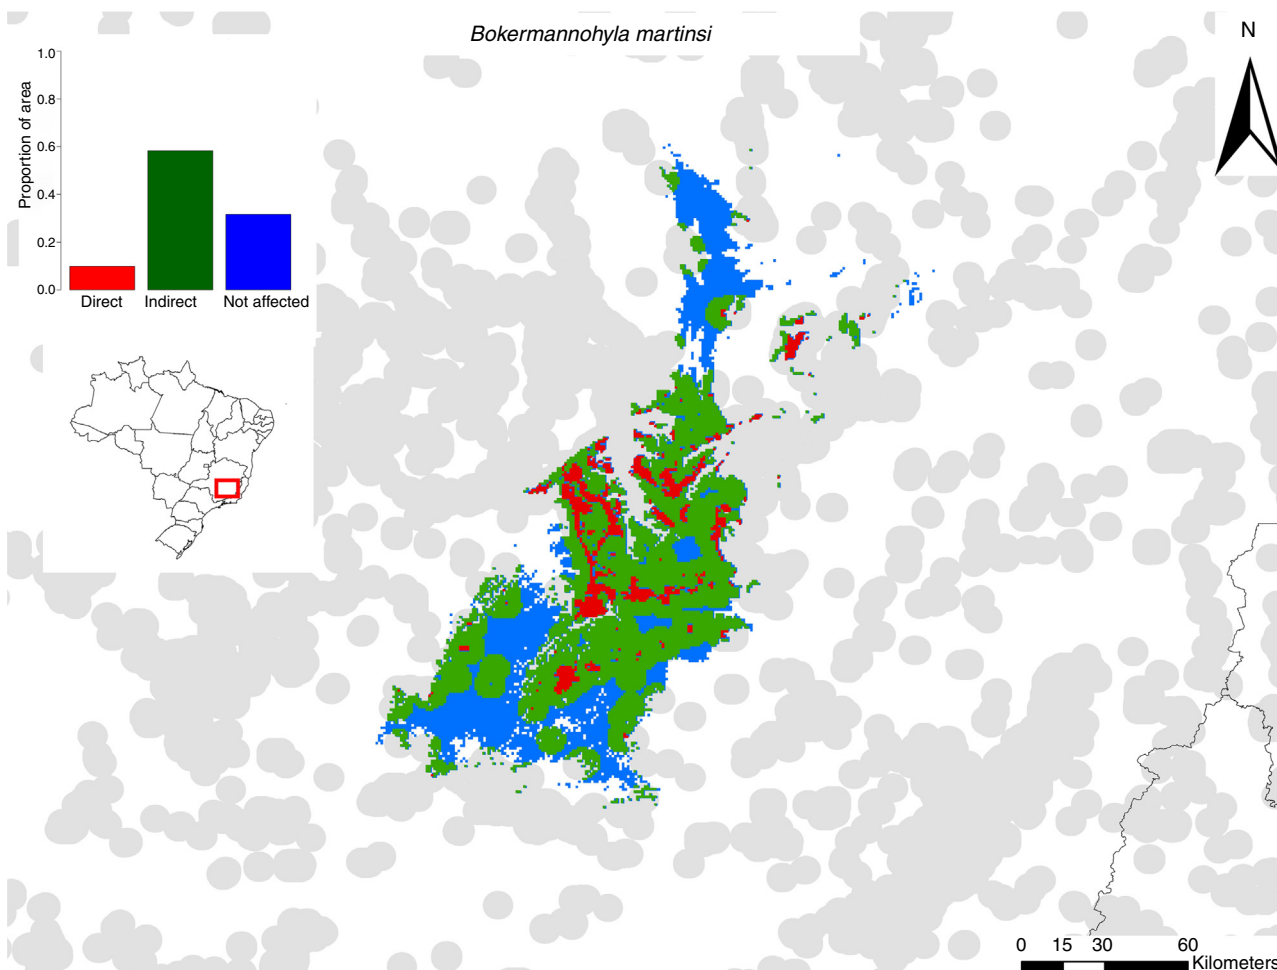 Bokermannohyla martinsi
N
1.0
0.8
0.6
0.4
0.2
0.0
Proportion of area
Direct Indirect Not affected
0 15 30 60
Kilometers